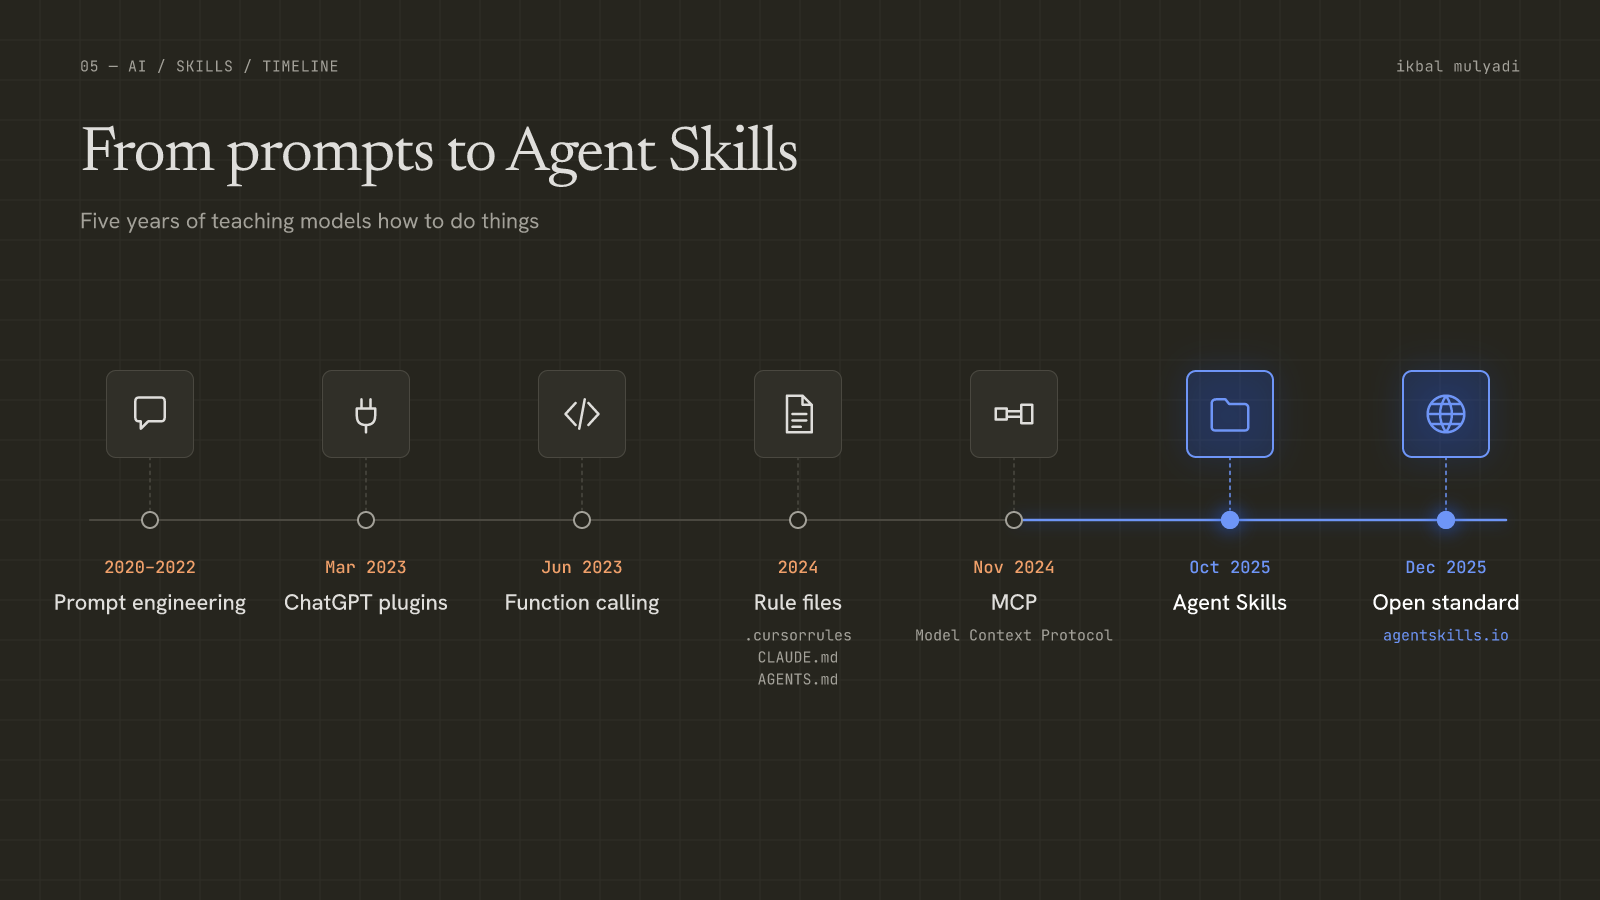 05 — AI / SKILLS / TIMELINE
ikbal mulyadi
From prompts to Agent Skills
Five years of teaching models how to do things
2020–2022
Prompt engineering
Mar 2023
ChatGPT plugins
Jun 2023
Function calling
2024
Rule files
.cursorrules
CLAUDE.md
AGENTS.md
Nov 2024
MCP
Model Context Protocol
Oct 2025
Agent Skills
Dec 2025
Open standard
agentskills.io